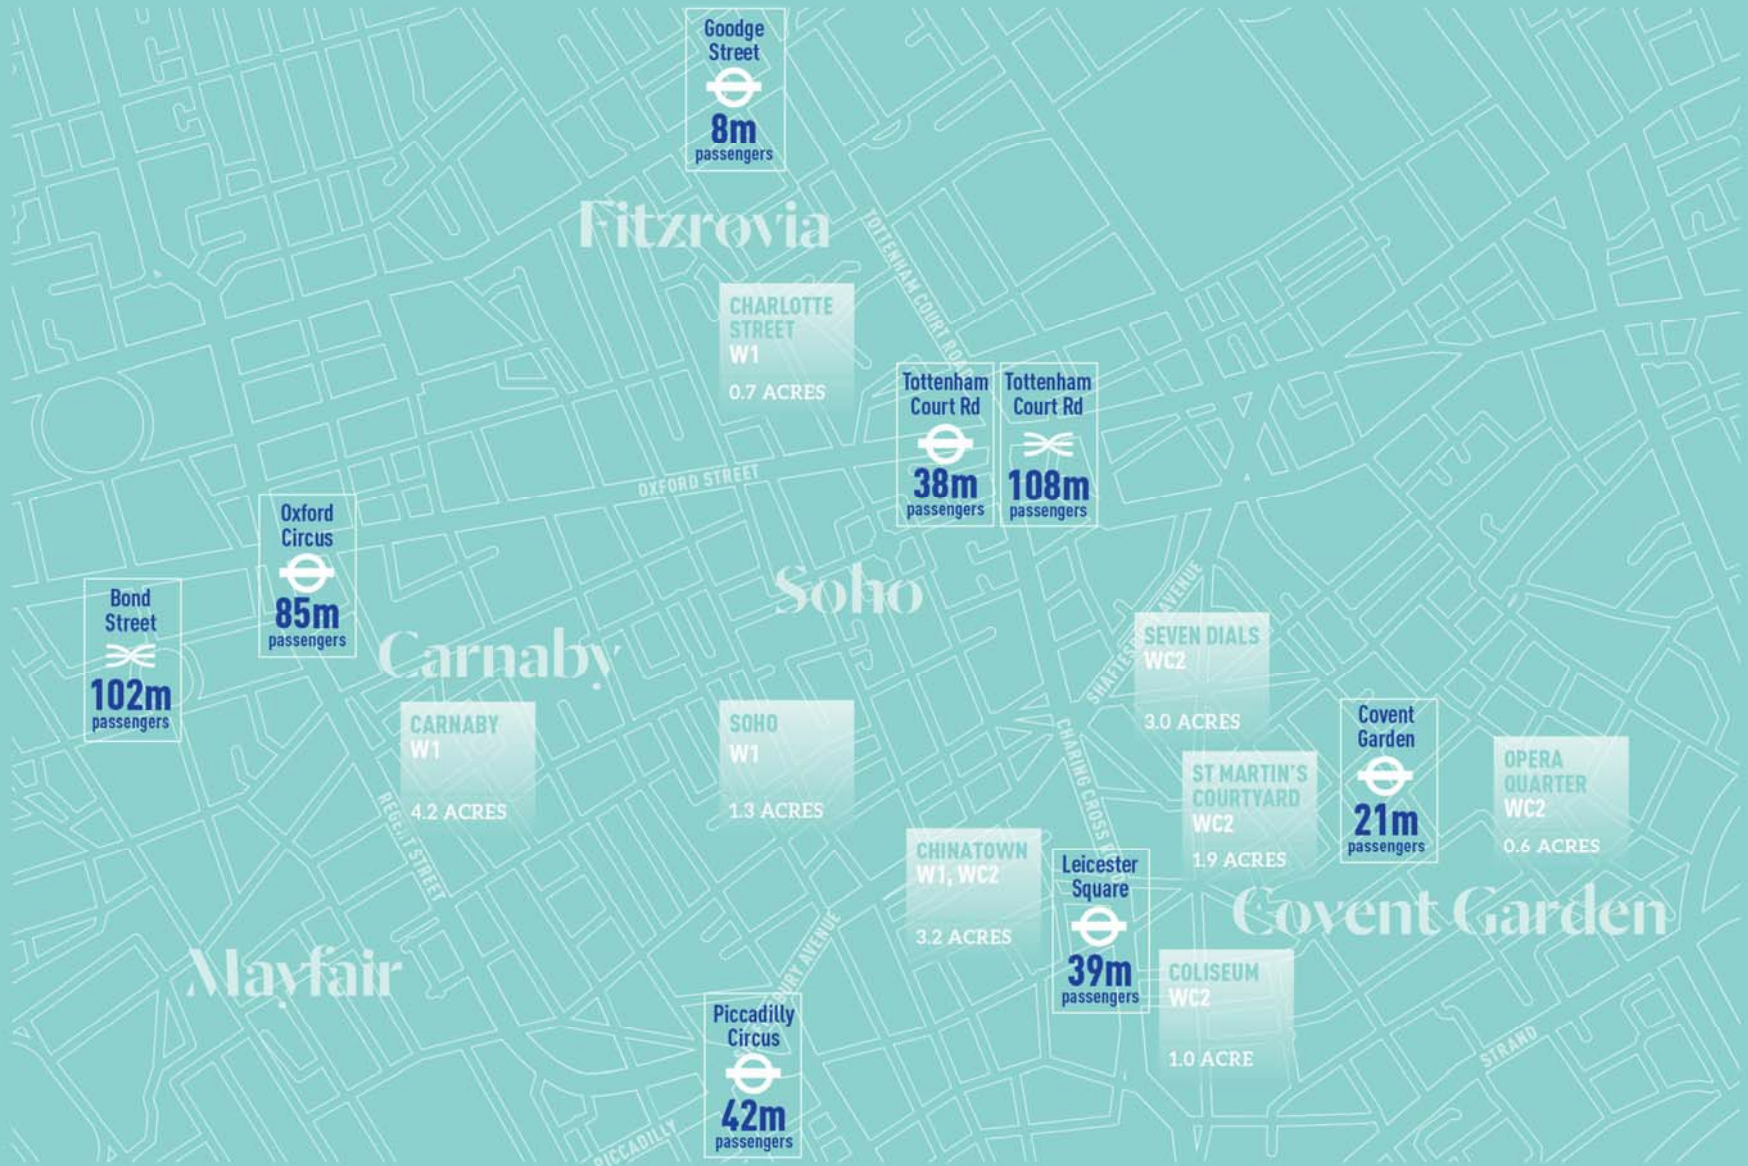 Goodge
Street
8m
passengers
Fitzrovia
TOTTENHAM COURT ROAD
CHARLOTTE
STREET
W1
0.7 ACRES
Tottenham
Court Rd
38m
passengers
Tottenham
Court Rd
108m
passengers
OXFORD STREET
Oxford
Circus
85m
passengers
Bond
Street
102m
passengers
Soho
Carnaby
SHAFTESBURY AVENUE
SEVEN DIALS
WC2
3.0 ACRES
CARNABY
W1
4.2 ACRES
SOHO
W1
1.3 ACRES
CHARING CROSS ROAD
ST MARTIN'S
COURTYARD
WC2
1.9 ACRES
Covent
Garden
21m
passengers
OPERA
QUARTER
WC2
0.6 ACRES
REGENT STREET
CHINATOWN
W1, WC2
3.2 ACRES
Leicester
Square
39m
passengers
Covent Garden
Mayfair
SHAFTESBURY AVENUE
COLISEUM
WC2
1.0 ACRE
Piccadilly
Circus
42m
passengers
STRAND
PICCADILLY